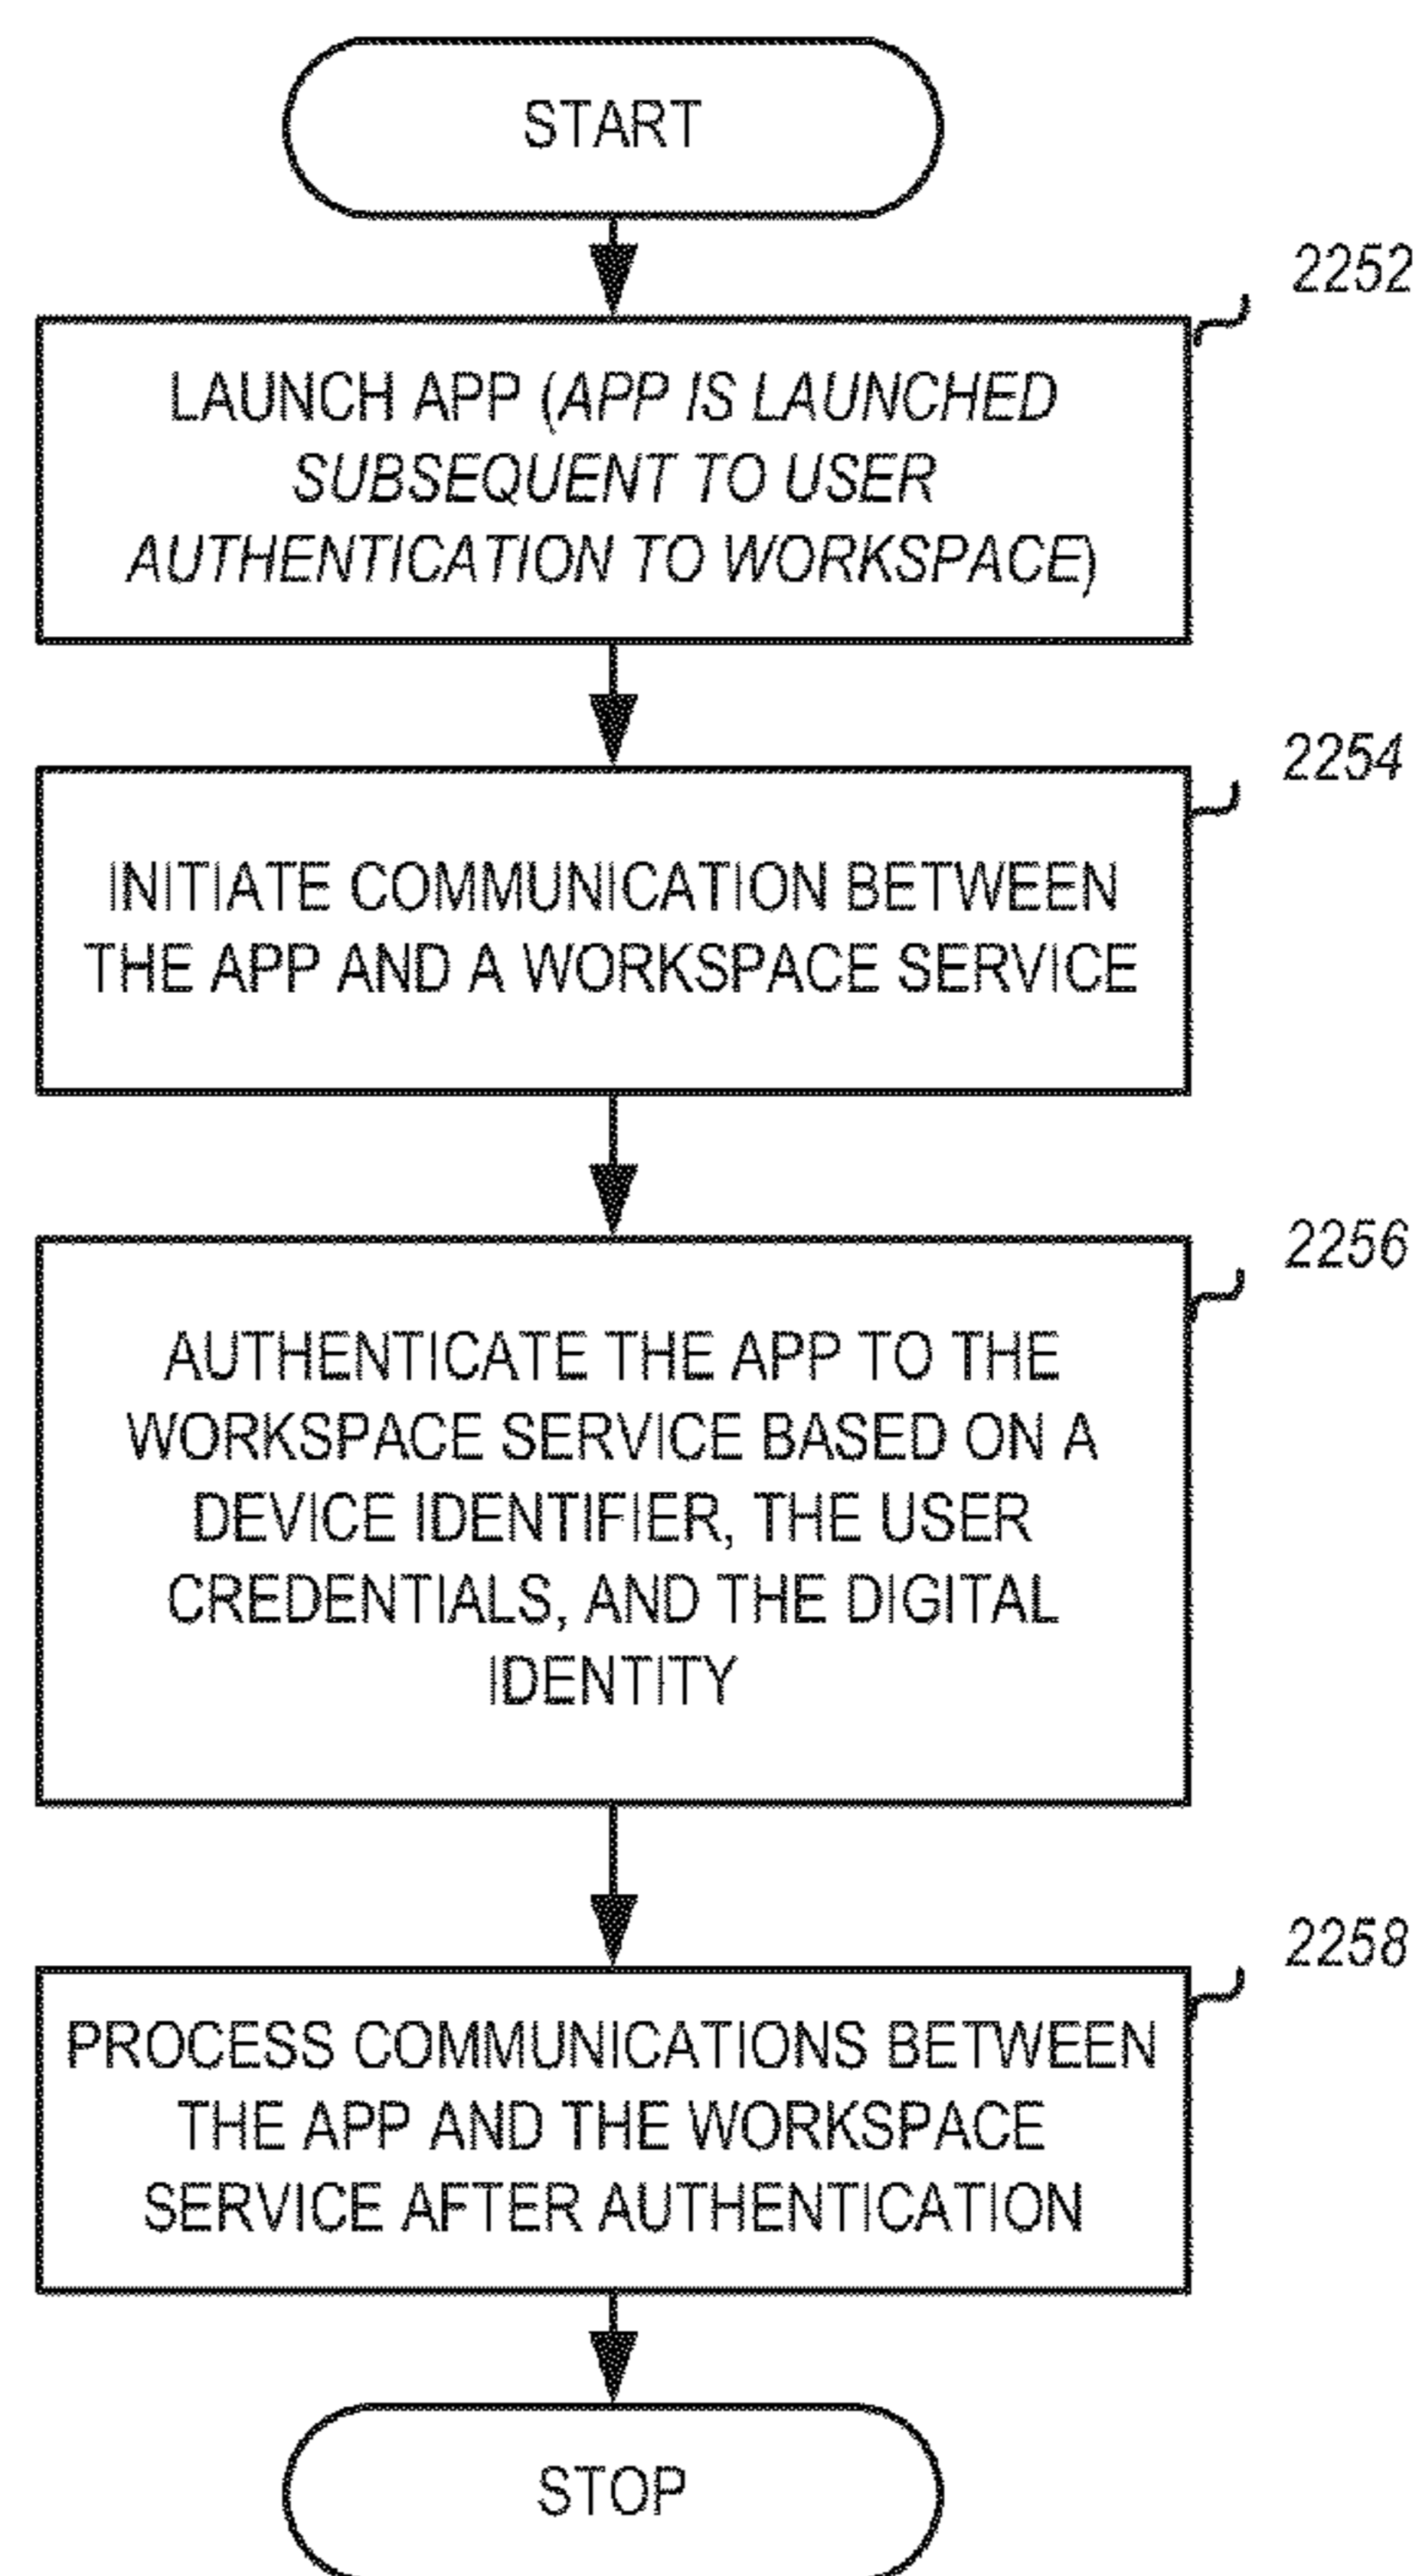 START
2252
LAUNCH APP (APP IS LAUNCHED
SUBSEQUENT TO USER
AUTHENTICATION TO WORKSPACE)
2254
INITIATE COMMUNICATION BETWEEN
THE APP AND A WORKSPACE SERVICE
2256
AUTHENTICATE THE APP TO THE
WORKSPACE SERVICE BASED ON A
DEVICE IDENTIFIER, THE USER
CREDENTIALS, AND THE DIGITAL
IDENTITY
2258
PROCESS COMMUNICATIONS BETWEEN
THE APP AND THE WORKSPACE
SERVICE AFTER AUTHENTICATION
STOP